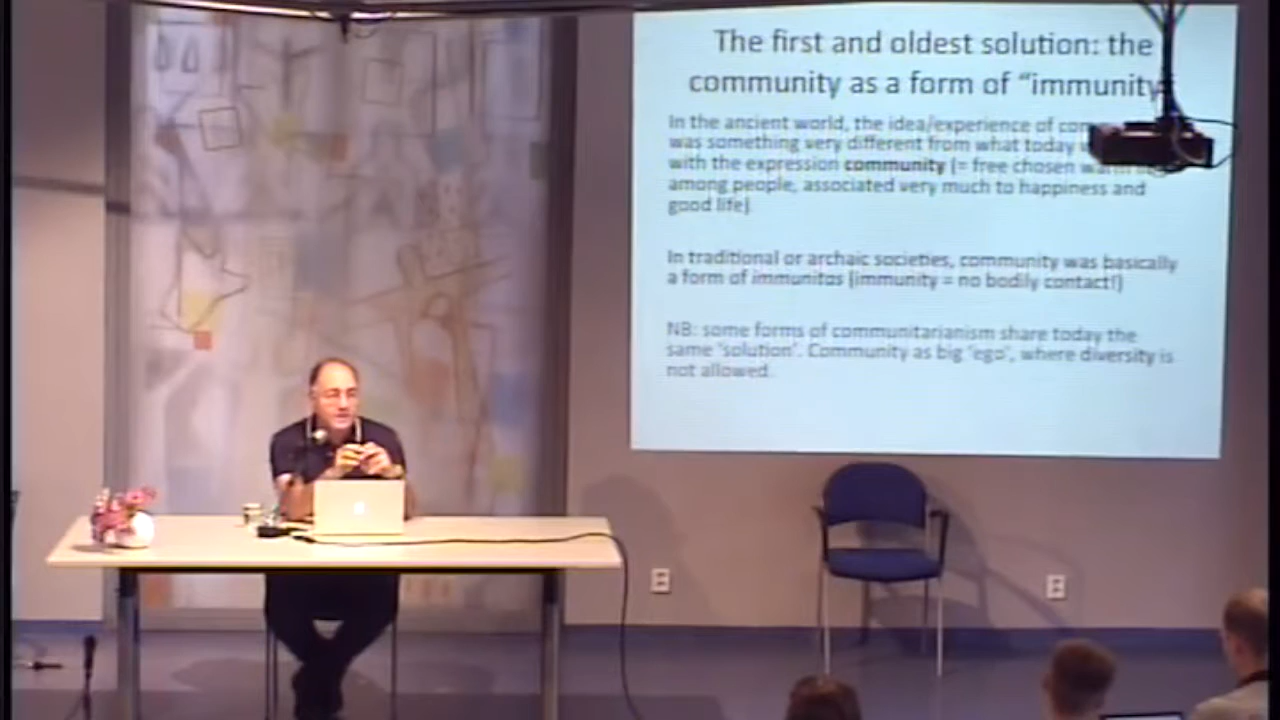 The first and oldest solution: the
community as a form of “immunity
In the ancient world, the idea/experience of
was something very different from what today
with the expression community (= free chosen
among people, associated very much to happiness and
good life)
In traditional or archaic societies, community was basically
a form of immunitas (immunity = no bodily contact!)
NB: some forms of communitarianism share today the
same 'solution'. Community as big 'ego', where diversity is
not allowed.